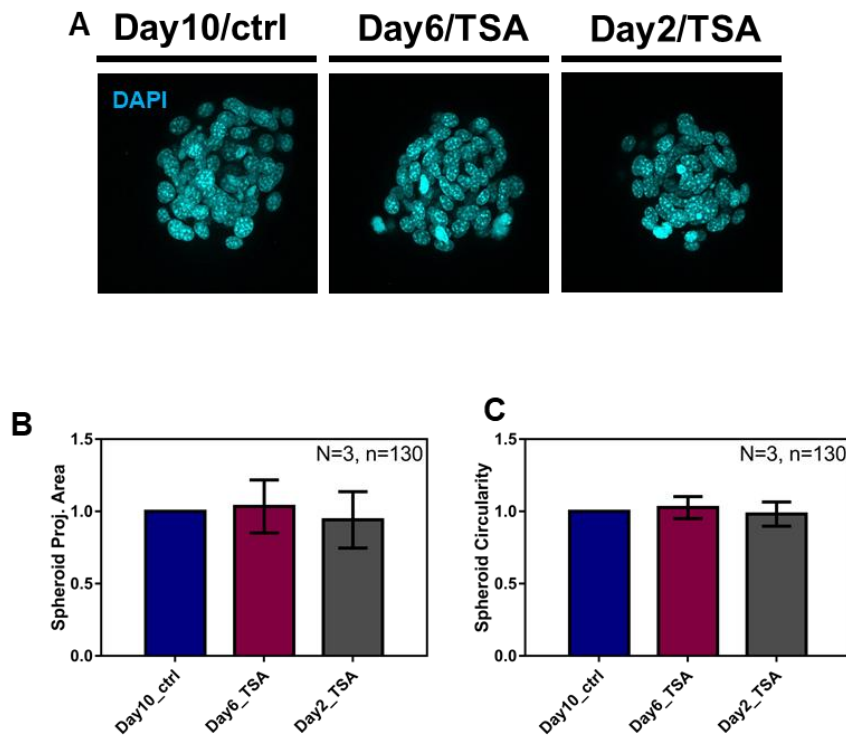 A
Day10/ctrl
Day6/TSA
Day2/TSA
DAPI
B
1.5
1.0
0.5
0.0
Spheroid Proj. Area
N=3, n=130
Day10_ctrl
Day6_TSA
Day2_TSA
C
1.5
1.0
0.5
0.0
Spheroid Circularity
N=3, n=130
Day10_ctrl
Day6_TSA
Day2_TSA